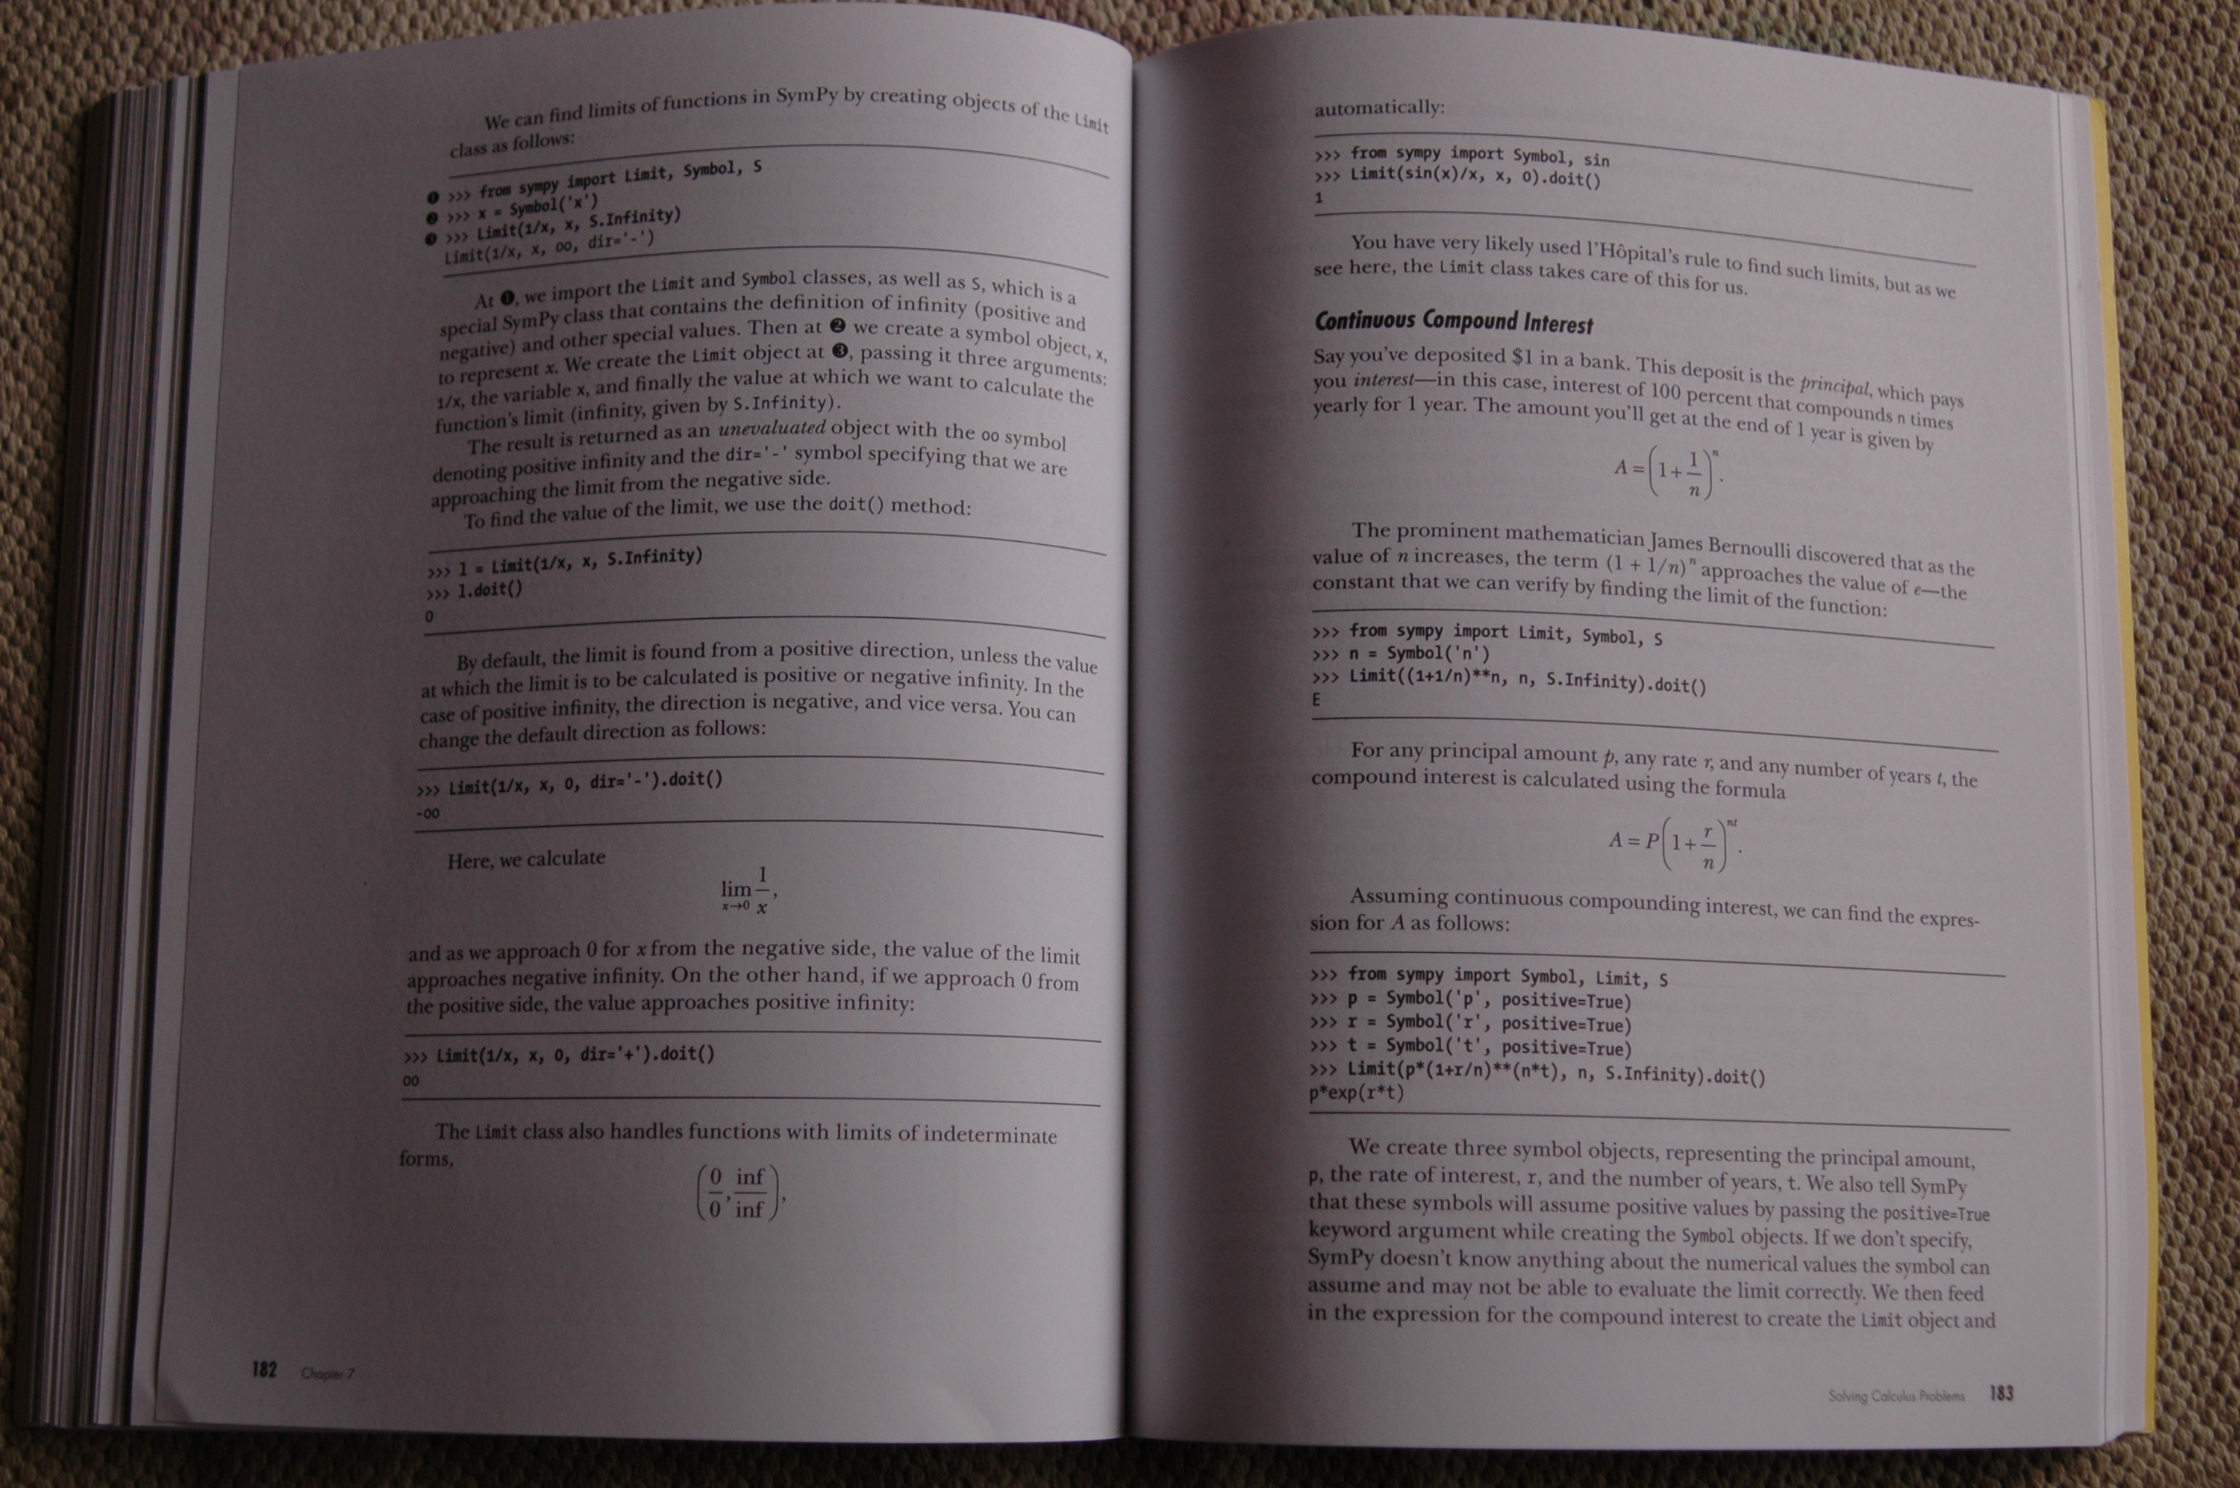 We can find limits of functions in SymPy by creating objects of the Limit
class as follows:
❶ >>> from sympy import Limit, Symbol, S
❷ >>> x = Symbol('x')
❸ >>> Limit(1/x, x, S.Infinity)
Limit(1/x, x, oo, dir='-')
At ❶, we import the Limit and Symbol classes, as well as S, which is a
special SymPy class that contains the definition of infinity (positive and
negative) and other special values. Then at ❷ we create a symbol object, x,
to represent x. We create the Limit object at ❸, passing it three arguments:
1/x, the variable x, and finally the value at which we want to calculate the
function's limit (infinity, given by S.Infinity).
The result is returned as an unevaluated object with the oo symbol
denoting positive infinity and the dir='-' symbol specifying that we are
approaching the limit from the negative side.
To find the value of the limit, we use the doit() method:
>>> l = Limit(1/x, x, S.Infinity)
>>> l.doit()
0
By default, the limit is found from a positive direction, unless the value
at which the limit is to be calculated is positive or negative infinity. In the
case of positive infinity, the direction is negative, and vice versa. You can
change the default direction as follows:
>>> Limit(1/x, x, 0, dir='-').doit()
-oo
Here, we calculate
lim x→0 1/x,
and as we approach 0 for x from the negative side, the value of the limit
approaches negative infinity. On the other hand, if we approach 0 from
the positive side, the value approaches positive infinity:
>>> Limit(1/x, x, 0, dir='+').doit()
oo
The Limit class also handles functions with limits of indeterminate
forms,
(0/0, inf/inf),
182 Chapter 7
automatically:
>>> from sympy import Symbol, sin
>>> Limit(sin(x)/x, x, 0).doit()
1
You have very likely used l'Hôpital's rule to find such limits, but as we
see here, the Limit class takes care of this for us.
Continuous Compound Interest
Say you've deposited $1 in a bank. This deposit is the principal, which pays
you interest—in this case, interest of 100 percent that compounds n times
yearly for 1 year. The amount you'll get at the end of 1 year is given by
A = (1 + 1/n)^n.
The prominent mathematician James Bernoulli discovered that as the
value of n increases, the term (1 + 1/n)^n approaches the value of e—the
constant that we can verify by finding the limit of the function:
>>> from sympy import Limit, Symbol, S
>>> n = Symbol('n')
>>> Limit((1+1/n)**n, n, S.Infinity).doit()
E
For any principal amount p, any rate r, and any number of years t, the
compound interest is calculated using the formula
A = P(1 + r/n)^nt.
Assuming continuous compounding interest, we can find the expres-
sion for A as follows:
>>> from sympy import Symbol, Limit, S
>>> p = Symbol('p', positive=True)
>>> r = Symbol('r', positive=True)
>>> t = Symbol('t', positive=True)
>>> Limit(p*(1+r/n)**(n*t), n, S.Infinity).doit()
p*exp(r*t)
We create three symbol objects, representing the principal amount,
p, the rate of interest, r, and the number of years, t. We also tell SymPy
that these symbols will assume positive values by passing the positive=True
keyword argument while creating the Symbol objects. If we don't specify,
SymPy doesn't know anything about the numerical values the symbol can
assume and may not be able to evaluate the limit correctly. We then feed
in the expression for the compound interest to create the Limit object and
Solving Calculus Problems 183